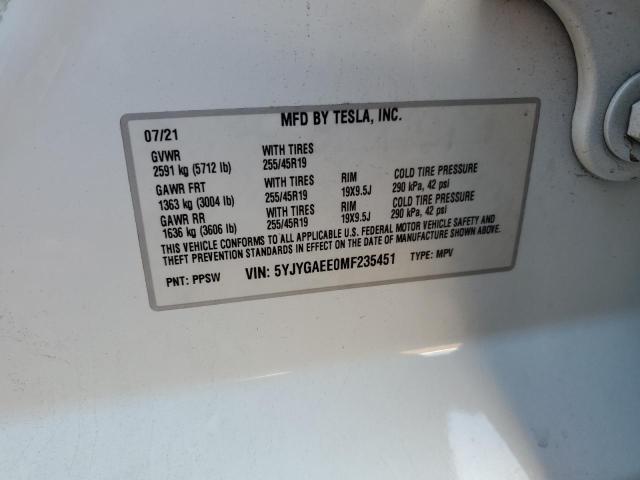 MFD BY TESLA, INC.
07/21
GVWR WITH TIRES
2591 kg (5712 lb) 255/45R19
GAWR FRT WITH TIRES RIM COLD TIRE PRESSURE
1363 kg (3004 lb) 255/45R19 19X9.5J 290 kPa, 42 psi
GAWR RR WITH TIRES RIM COLD TIRE PRESSURE
1636 kg (3606 lb) 255/45R19 19X9.5J 290 kPa, 42 psi
THIS VEHICLE CONFORMS TO ALL APPLICABLE U.S. FEDERAL MOTOR VEHICLE SAFETY AND
THEFT PREVENTION STANDARDS IN EFFECT ON THE DATE OF MANUFACTURE SHOWN ABOVE.
PNT: PPSW VIN: 5YJYGAEE0MF235451 TYPE: MPV